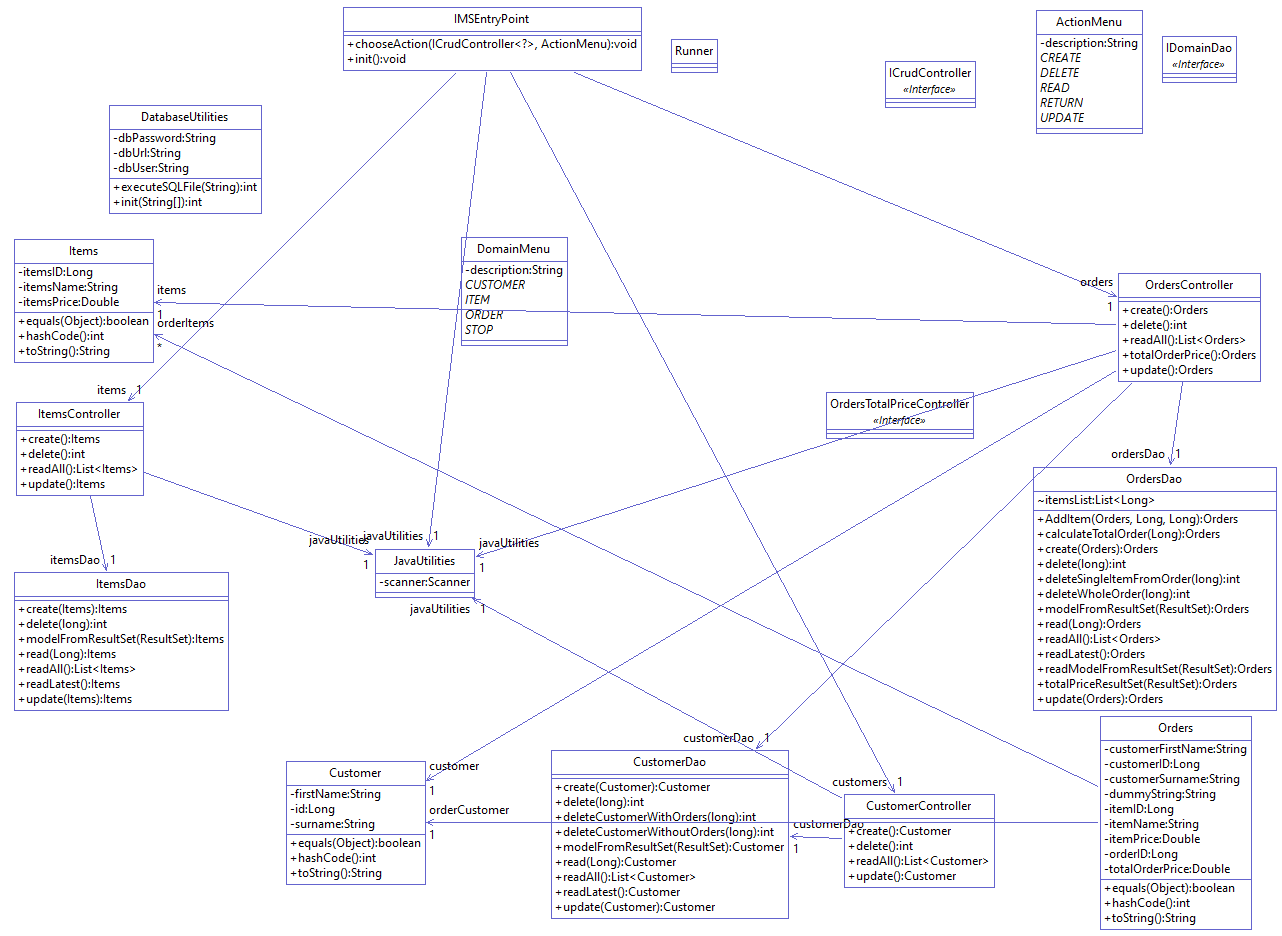 IMSEntryPoint
+chooseAction(ICrudController<?>, ActionMenu):void
+init():void
Runner
ICrudController
«Interface»
ActionMenu
-description:String
CREATE
DELETE
READ
RETURN
UPDATE
IDomainDao
«Interface»
DatabaseUtilities
-dbPassword:String
-dbUrl:String
-dbUser:String
+executeSQLFile(String):int
+init(String[]):int
Items
-itemsID:Long
-itemsName:String
-itemsPrice:Double
+equals(Object):boolean
+hashCode():int
+toString():String
items
1
orderItems
*
DomainMenu
-description:String
CUSTOMER
ITEM
ORDER
STOP
orders
1
OrdersController
+create():Orders
+delete():int
+readAll():List<Orders>
+totalOrderPrice():Orders
+update():Orders
items 1
ItemsController
+create():Items
+delete():int
+readAll():List<Items>
+update():Items
OrdersTotalPriceController
«Interface»
ordersDao 1
OrdersDao
~itemsList:List<Long>
+AddItem(Orders, Long, Long):Orders
+calculateTotalOrder(Long):Orders
+create(Orders):Orders
+delete(long):int
+deleteSingleItemFromOrder(long):int
+deleteWholeOrder(long):int
+modelFromResultSet(ResultSet):Orders
+read(Long):Orders
+readAll():List<Orders>
+readLatest():Orders
+readModelFromResultSet(ResultSet):Orders
+totalPriceResultSet(ResultSet):Orders
+update(Orders):Orders
javaUtilities
1
javaUtilities 1
javaUtilities
1
JavaUtilities
-scanner:Scanner
javaUtilities 1
itemsDao 1
ItemsDao
+create(Items):Items
+delete(long):int
+modelFromResultSet(ResultSet):Items
+read(Long):Items
+readAll():List<Items>
+readLatest():Items
+update(Items):Items
Customer
-firstName:String
-id:Long
-surname:String
+equals(Object):boolean
+hashCode():int
+toString():String
customer
1
orderCustomer
1
customerDao 1
CustomerDao
+create(Customer):Customer
+delete(long):int
+deleteCustomerWithOrders(long):int
+deleteCustomerWithoutOrders(long):int
+modelFromResultSet(ResultSet):Customer
+read(Long):Customer
+readAll():List<Customer>
+readLatest():Customer
+update(Customer):Customer
customerDao
1
customers 1
CustomerController
+create():Customer
+delete():int
+readAll():List<Customer>
+update():Customer
Orders
-customerFirstName:String
-customerID:Long
-customerSurname:String
-dummyString:String
-itemID:Long
-itemName:String
-itemPrice:Double
-orderID:Long
-totalOrderPrice:Double
+equals(Object):boolean
+hashCode():int
+toString():String